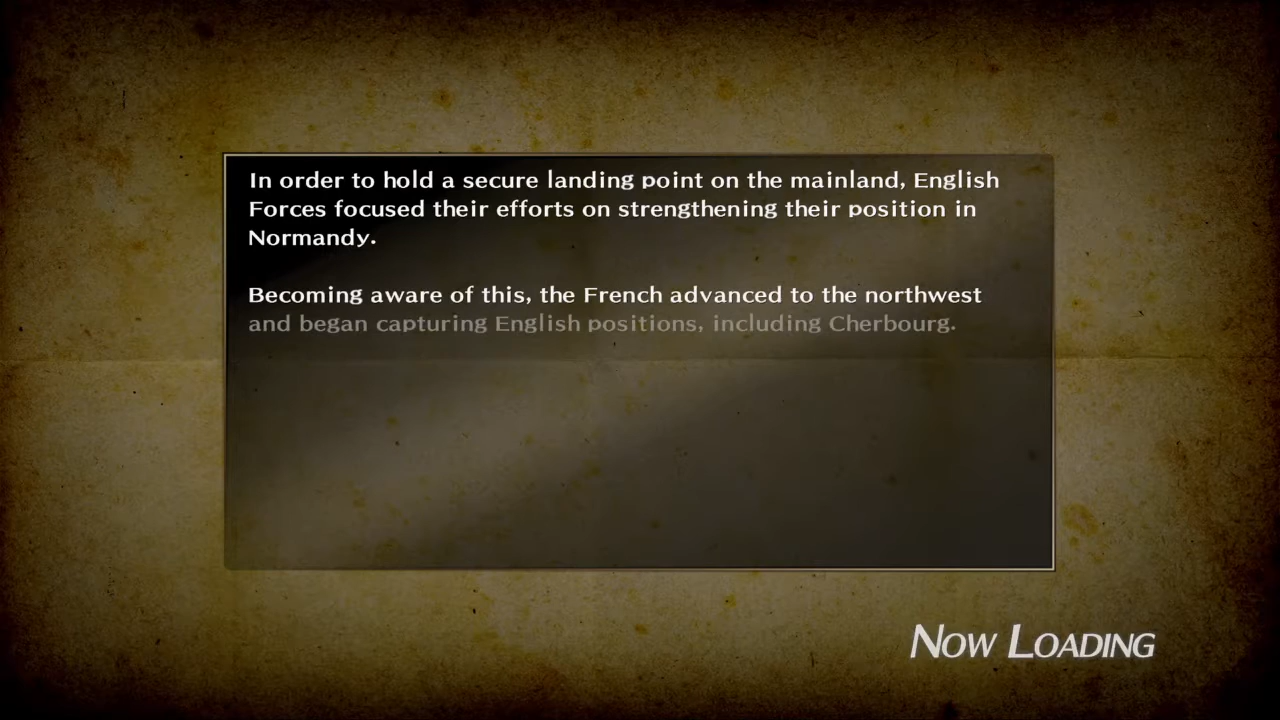 In order to hold a secure landing point on the mainland, English
Forces focused their efforts on strengthening their position in
Normandy.
Becoming aware of this, the French advanced to the northwest
and began capturing English positions, including Cherbourg.
Now Loading